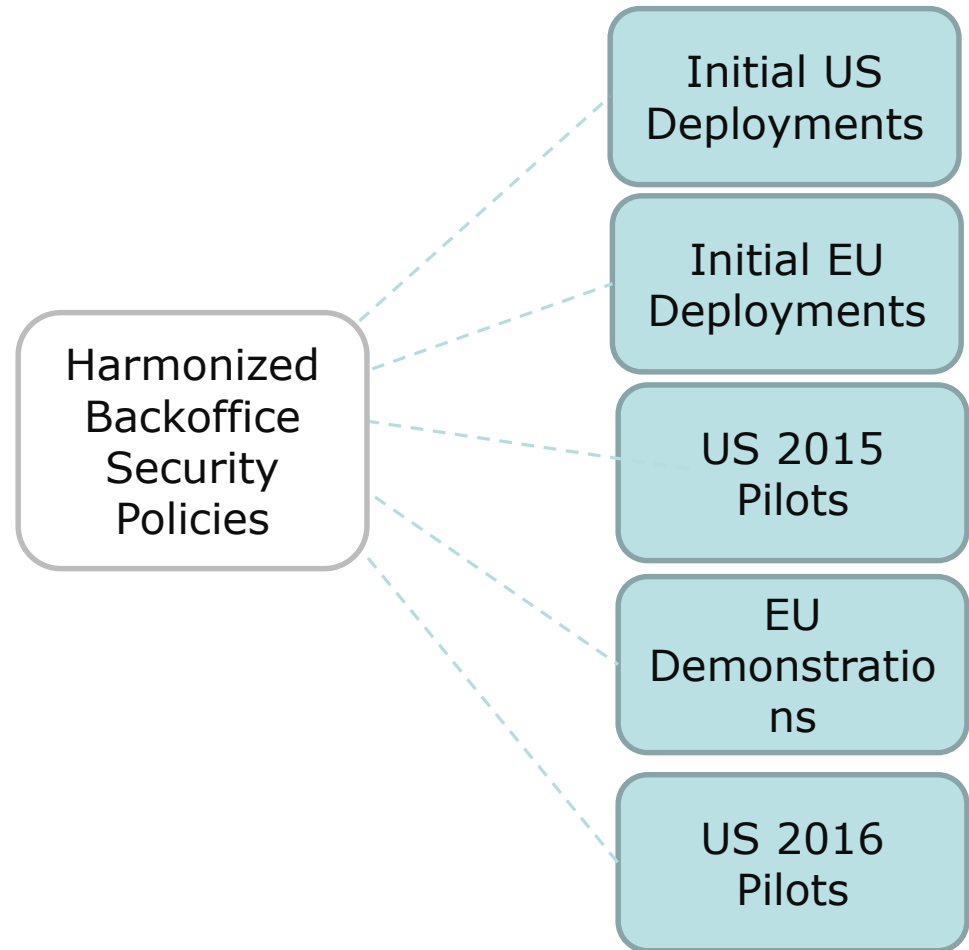 Harmonized
Backoffice
Security
Policies
Initial US
Deployments
Initial EU
Deployments
US 2015
Pilots
EU
Demonstratio
ns
US 2016
Pilots